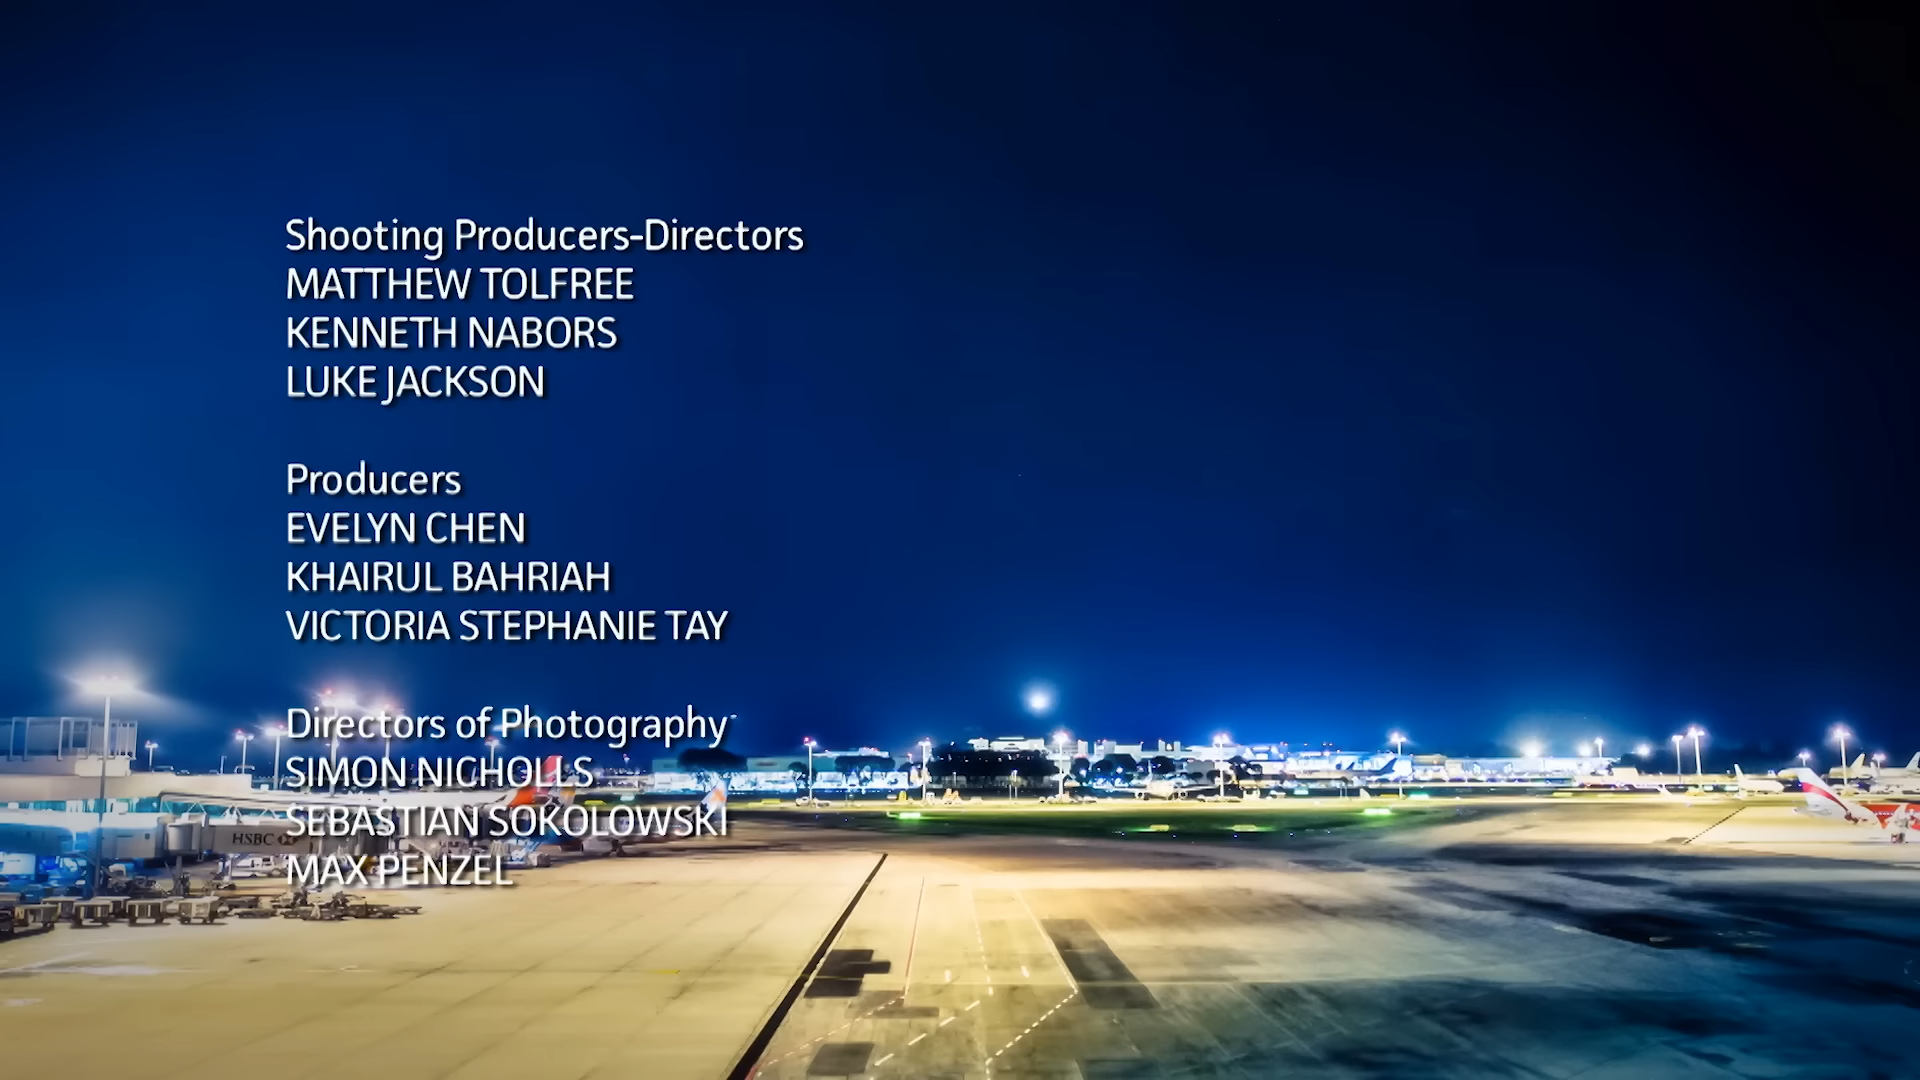 Shooting Producers-Directors
MATTHEW TOLFREE
KENNETH NABORS
LUKE JACKSON
Producers
EVELYN CHEN
KHAIRUL BAHRIAH
VICTORIA STEPHANIE TAY
Directors of Photography
SIMON NICHOLLS
SEBASTIAN SOKOLOWSKI
MAX PENZEL
HSBC